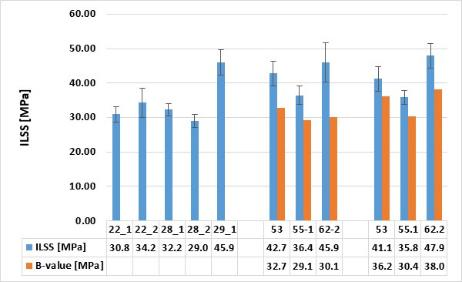 60.00
50.00
40.00
30.00
20.00
10.00
0.00
ILSS [MPa]
22_1 22_2 28_1 28_2 29_1 53 55-1 62-2 53 55.1 62.2
ILSS [MPa] 30.8 34.2 32.2 29.0 45.9 42.7 36.4 45.9 41.1 35.8 47.9
B-value [MPa] 32.7 29.1 30.1 36.2 30.4 38.0